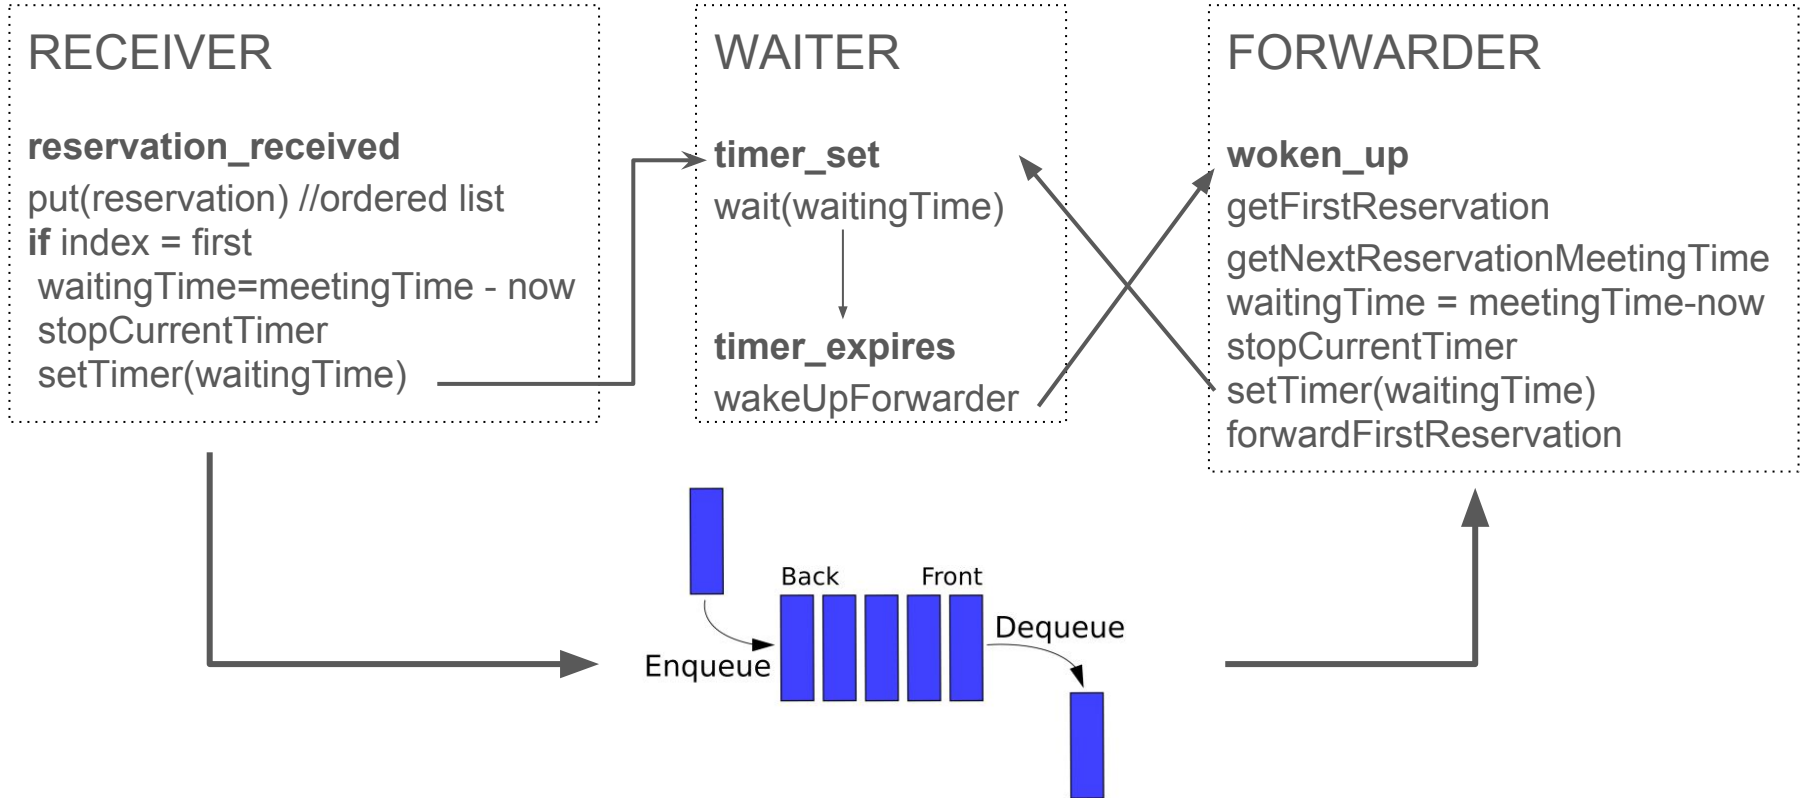 RECEIVER
reservation_received
put(reservation) //ordered list
if index = first
waitingTime=meetingTime - now
stopCurrentTimer
setTimer(waitingTime)
WAITER
timer_set
wait(waitingTime)
timer_expires
wakeUpForwarder
FORWARDER
woken_up
getFirstReservation
getNextReservationMeetingTime
waitingTime = meetingTime-now
stopCurrentTimer
setTimer(waitingTime)
forwardFirstReservation
Back
Front
Enqueue
Dequeue